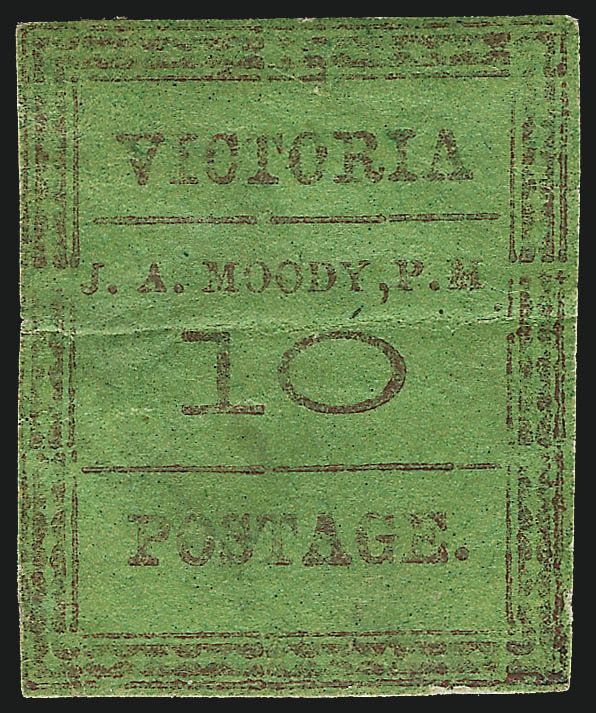 VICTORIA
J. A. MOODY, P. M
10
POSTAGE.